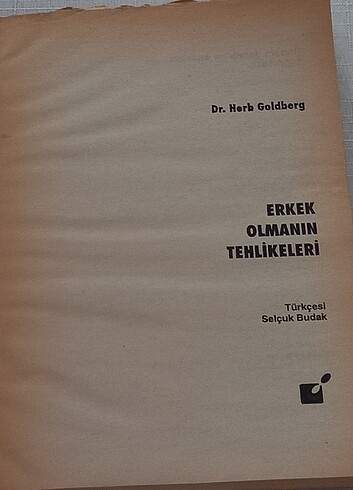 Dr. Herb Goldberg
ERKEK
OLMANIN
TEHLİKELERİ
Türkçesi
Selçuk Budak